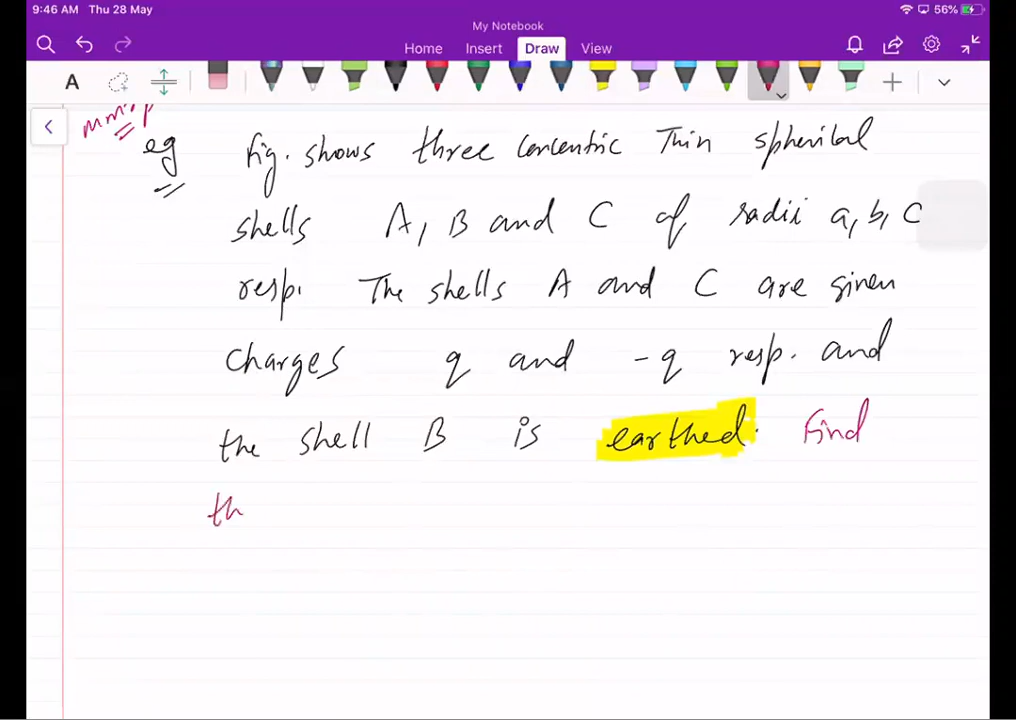 9:46 AM Thu 28 May
56%
My Notebook
Home Insert Draw View
A
eg fig. shows three concentric Thin spherical
shells A, B and C of radii a, b, c
resp. The shells A and C are given
charges q and -q resp. and
the shell B is earthed. Find
th